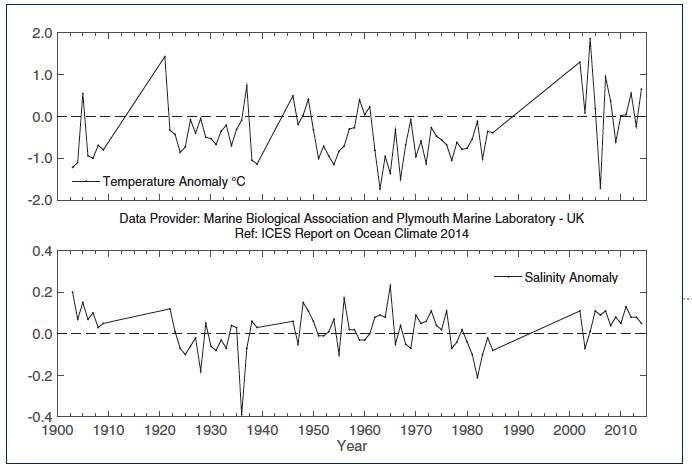 2.0
1.0
0.0
-1.0
-2.0
Temperature Anomaly °C
Data Provider: Marine Biological Association and Plymouth Marine Laboratory - UK
Ref: ICES Report on Ocean Climate 2014
0.4
0.2
0.0
-0.2
-0.4
Salinity Anomaly
1900 1910 1920 1930 1940 1950 1960 1970 1980 1990 2000 2010
Year